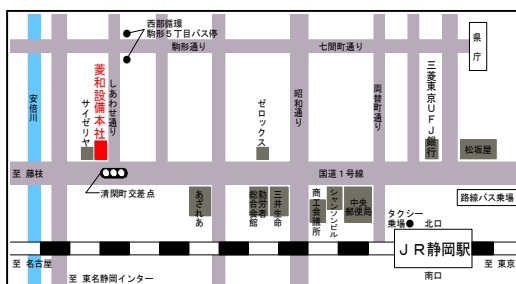 西部循環
駒形5丁目バス停
駒形通り
七間町通り
県庁
安倍川
サイゼリヤ
菱和設備本社
しあわせ通り
ゼロックス
昭和通り
両替町通り
三菱東京UFJ銀行
松坂屋
至 藤枝
国道1号線
清閑町交差点
路線バス乗場
あざれあ
勤労者
総合会館
三井生命
商工会議所
シャンソンビル
中央
郵便局
タクシー
乗場
北口
JR静岡駅
至 名古屋
至 東京
南口
至 東名静岡インター